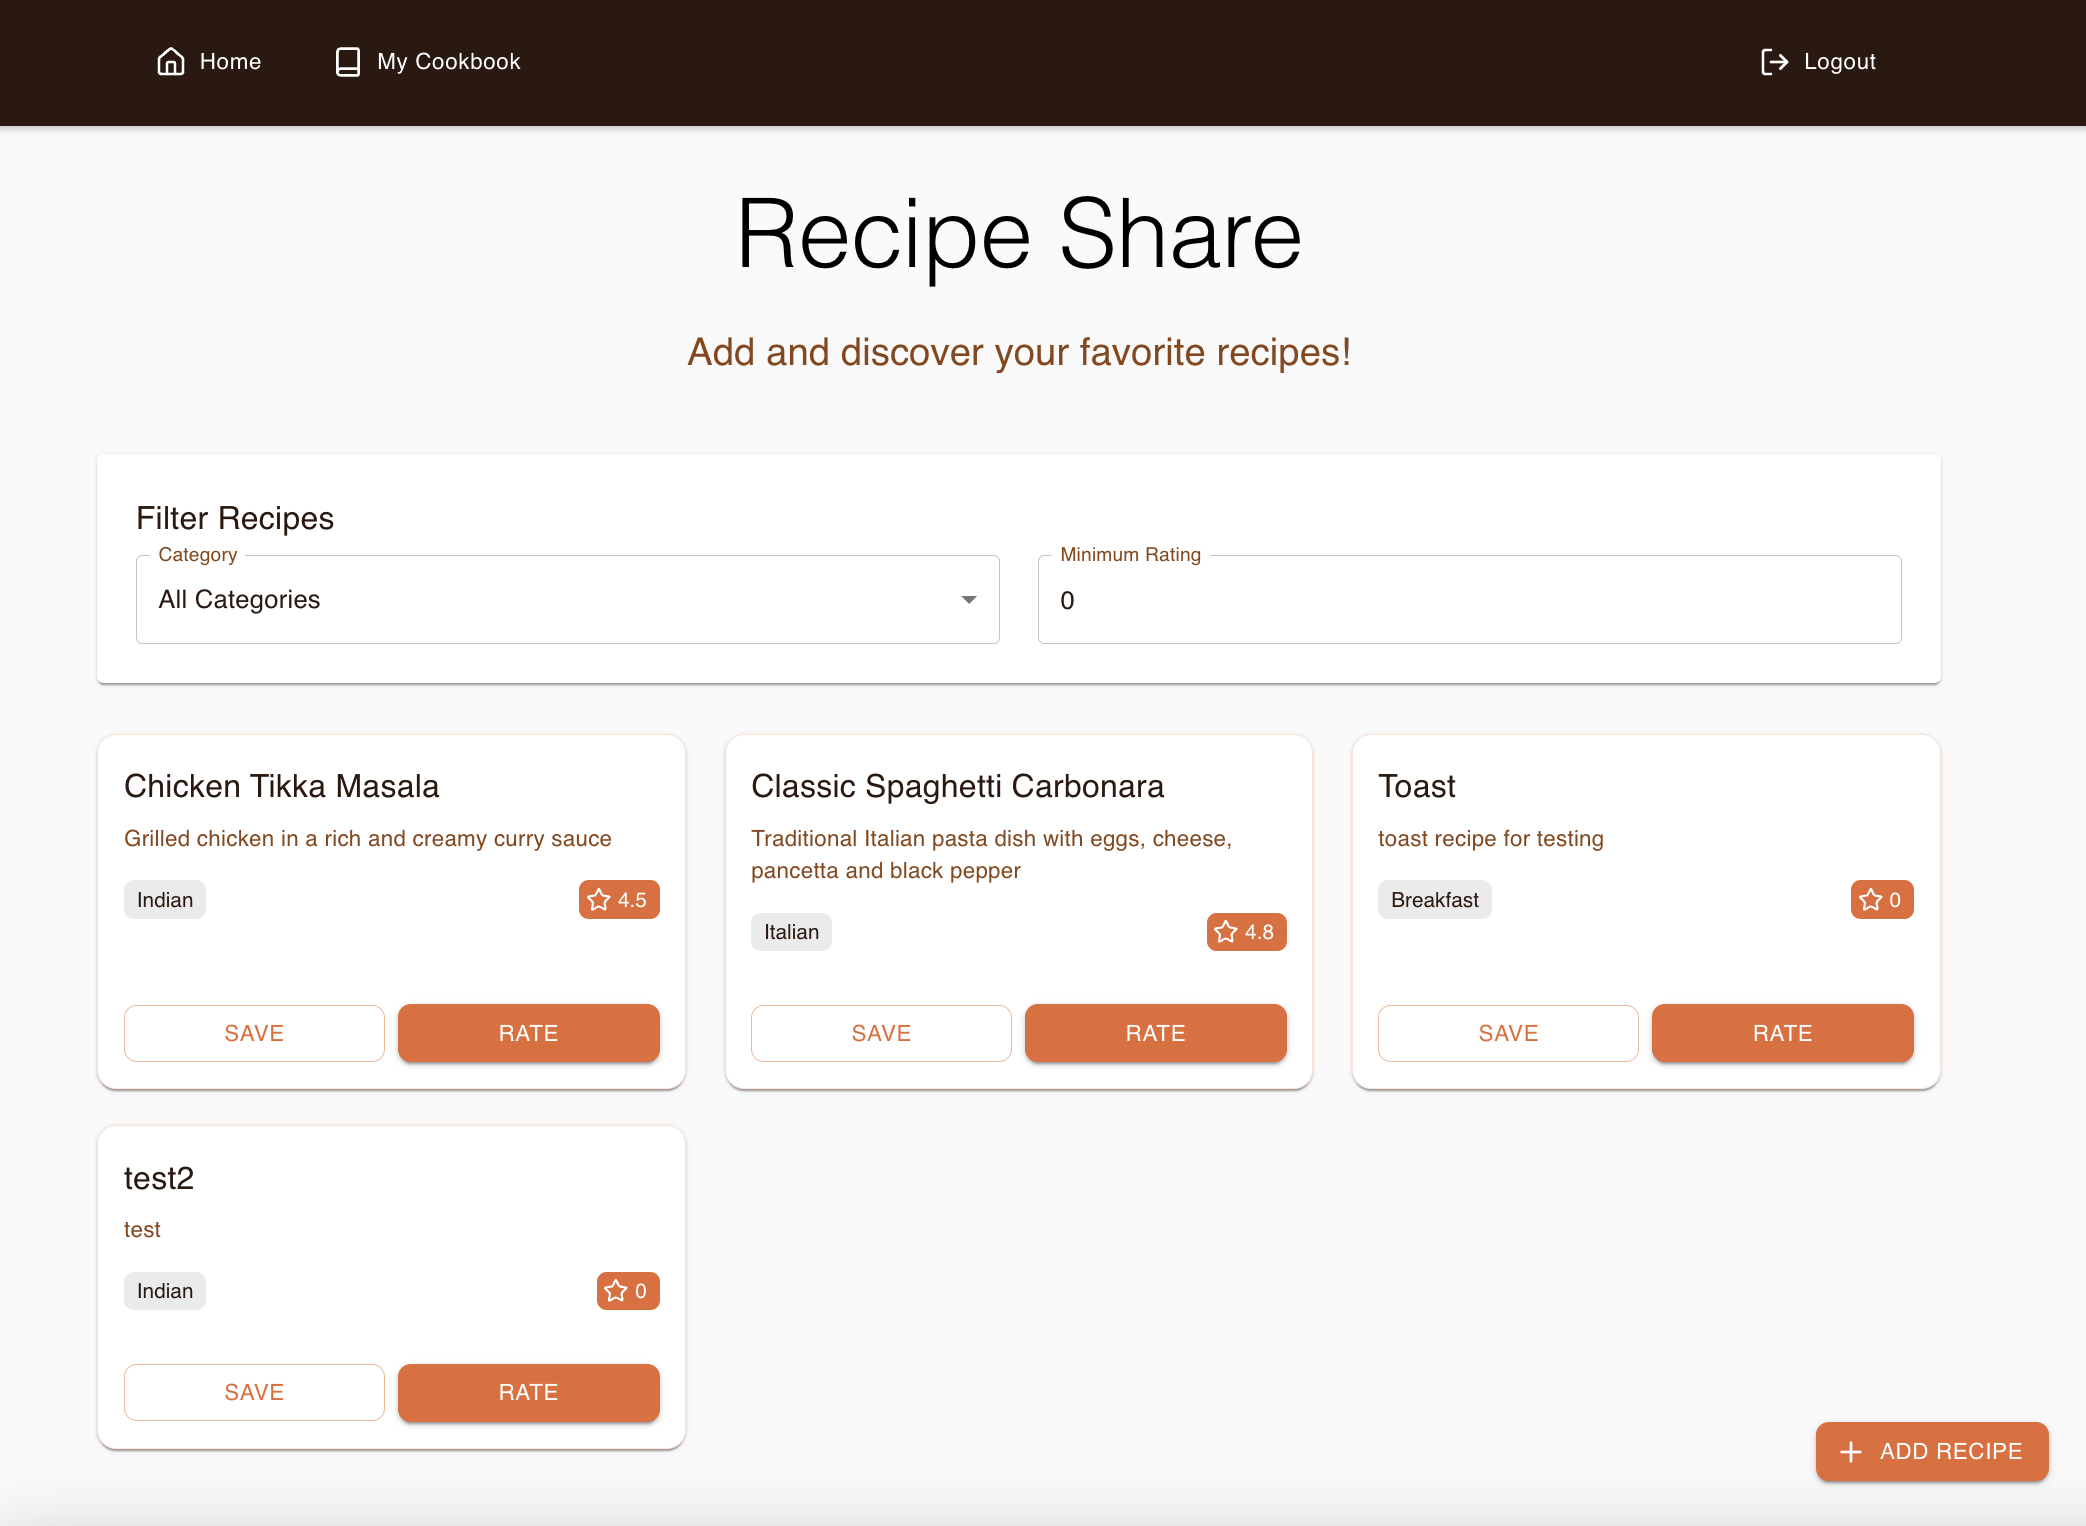 Home
My Cookbook
Logout
Recipe Share
Add and discover your favorite recipes!
Filter Recipes
Category
All Categories
Minimum Rating
0
Chicken Tikka Masala
Grilled chicken in a rich and creamy curry sauce
Indian
4.5
SAVE
RATE
Classic Spaghetti Carbonara
Traditional Italian pasta dish with eggs, cheese,
pancetta and black pepper
Italian
4.8
SAVE
RATE
Toast
toast recipe for testing
Breakfast
0
SAVE
RATE
test2
test
Indian
0
SAVE
RATE
ADD RECIPE